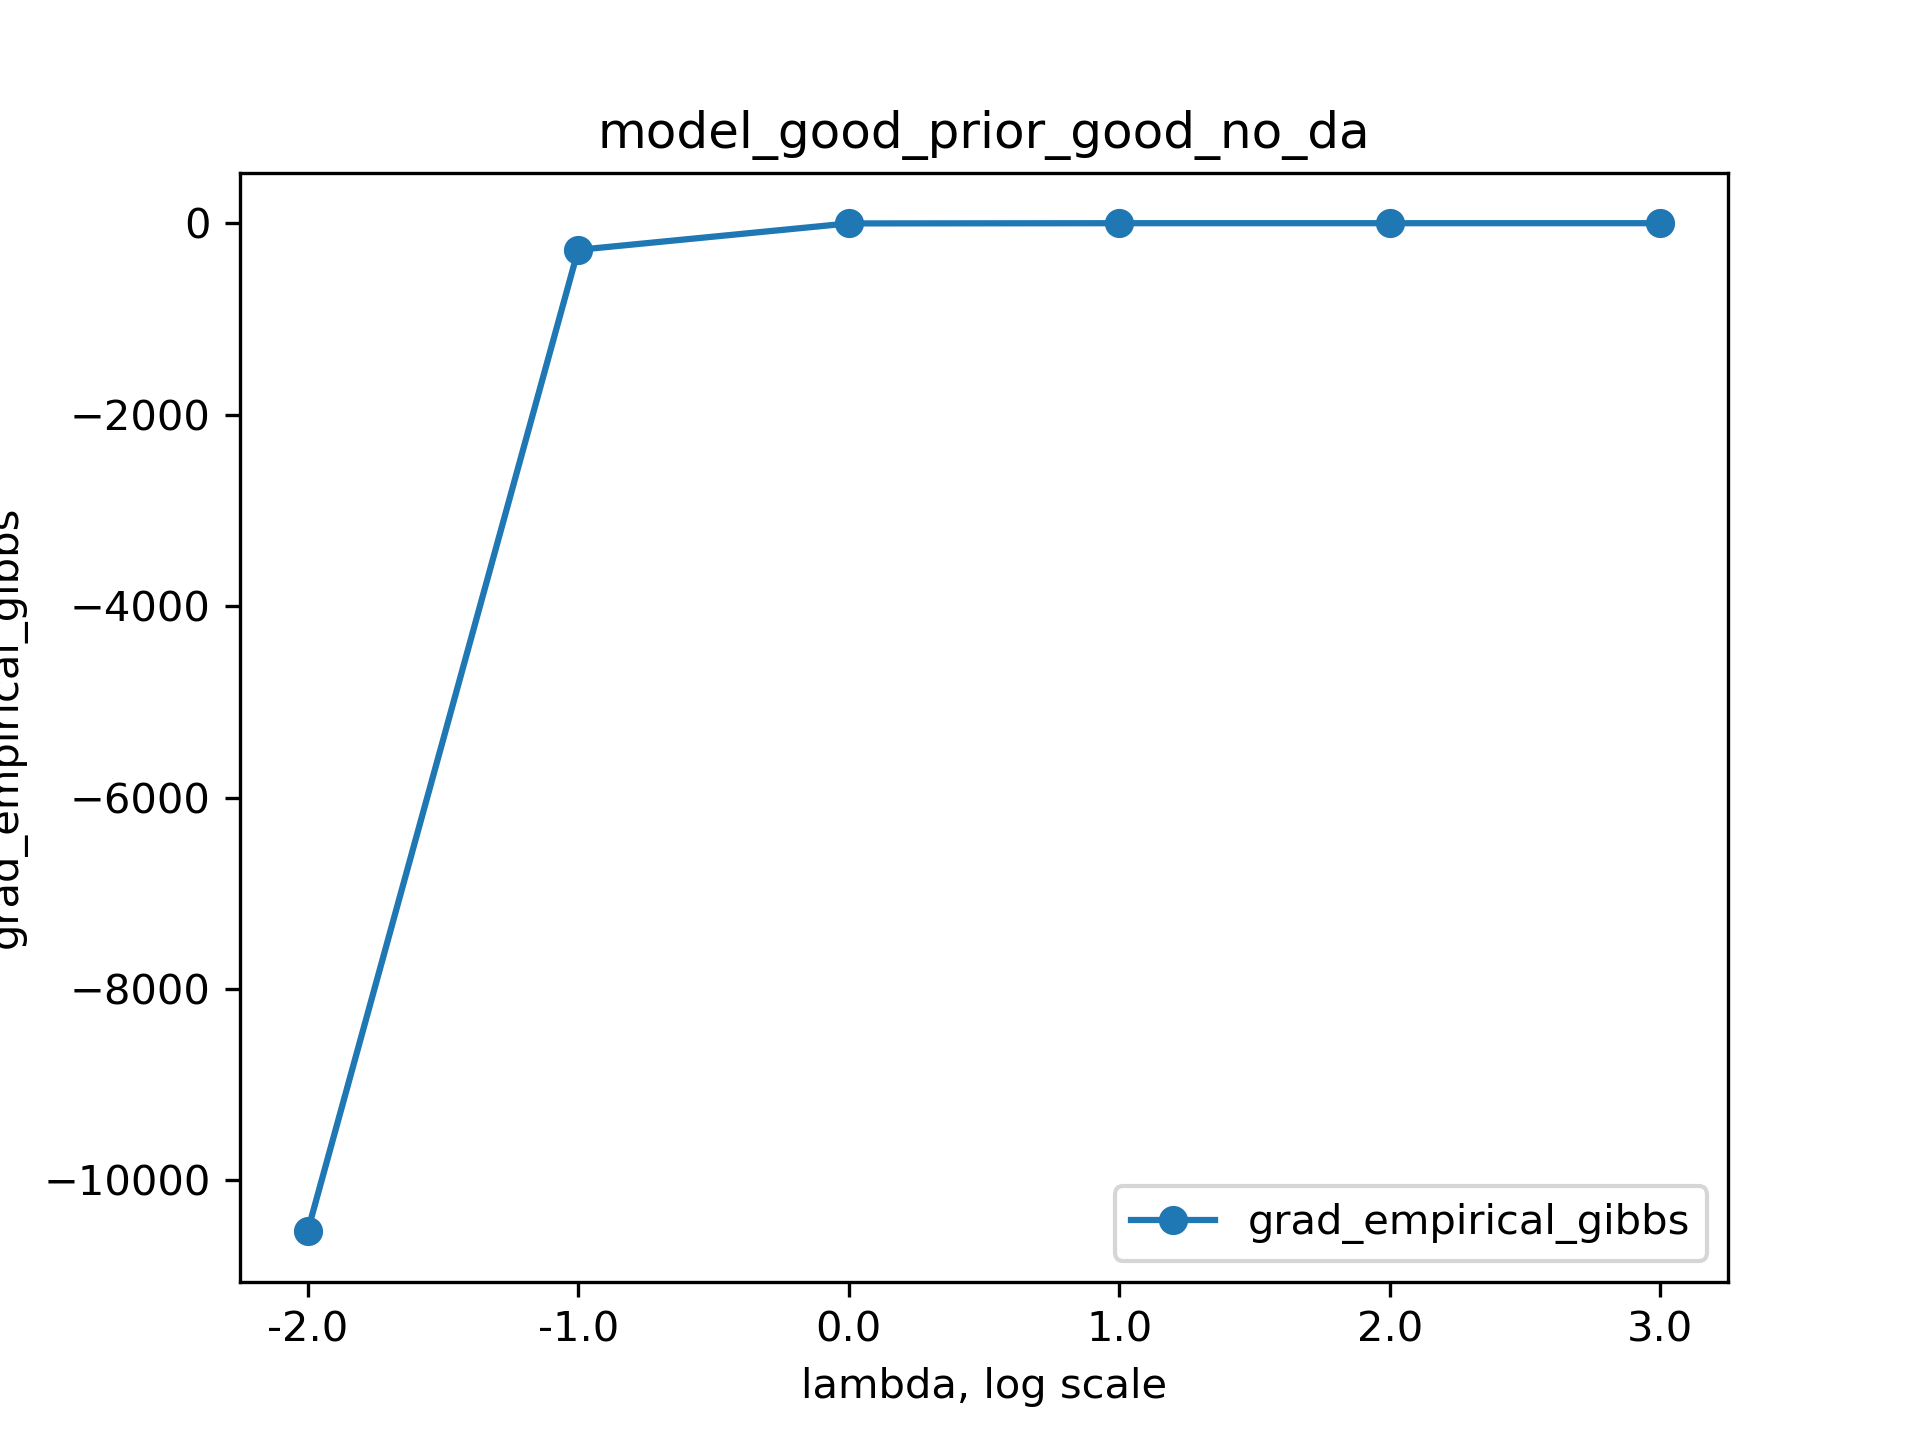 model_good_prior_good_no_da
0
−2000
−4000
−6000
−8000
−10000
grad_empirical_gibbs
-2.0 -1.0 0.0 1.0 2.0 3.0
lambda, log scale
grad_empirical_gibbs